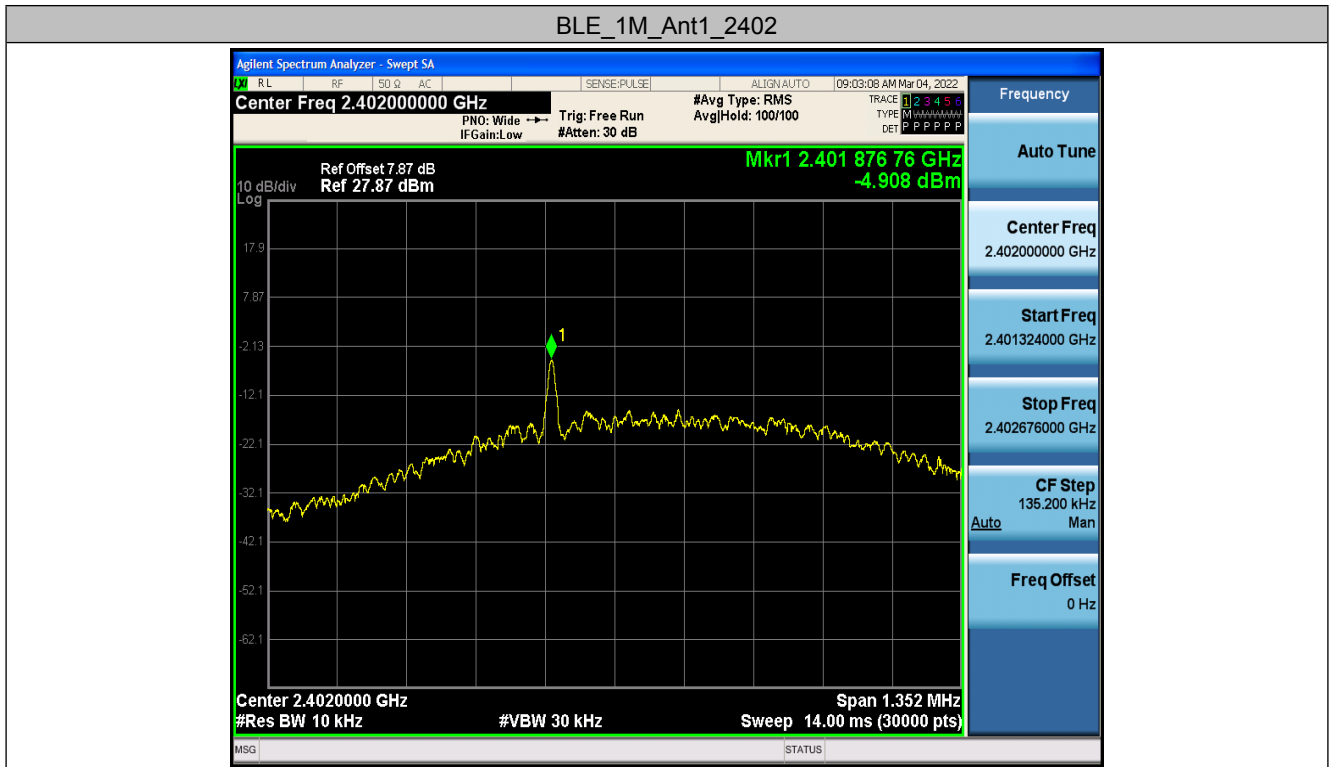 BLE_1M_Ant1_2402
Agilent Spectrum Analyzer - Swept SA
LXI RL RF 50 Ω AC SENSE:PULSE ALIGN AUTO 09:03:08 AM Mar 04, 2022
Center Freq 2.402000000 GHz
PNO: Wide
IFGain:Low
Trig: Free Run
#Atten: 30 dB
#Avg Type: RMS
Avg|Hold: 100/100
TRACE 1 2 3 4 5 6
TYPE M WWWWW
DET P P P P P P
Frequency
Mkr1 2.401 876 76 GHz
-4.908 dBm
Ref Offset 7.87 dB
10 dB/div Ref 27.87 dBm
Log
17.9
7.87
-2.13
-12.1
-22.1
-32.1
-42.1
-52.1
-62.1
1
Center 2.4020000 GHz Span 1.352 MHz
#Res BW 10 kHz #VBW 30 kHz Sweep 14.00 ms (30000 pts)
Auto Tune
Center Freq
2.402000000 GHz
Start Freq
2.401324000 GHz
Stop Freq
2.402676000 GHz
CF Step
135.200 kHz
Auto Man
Freq Offset
0 Hz
MSG STATUS